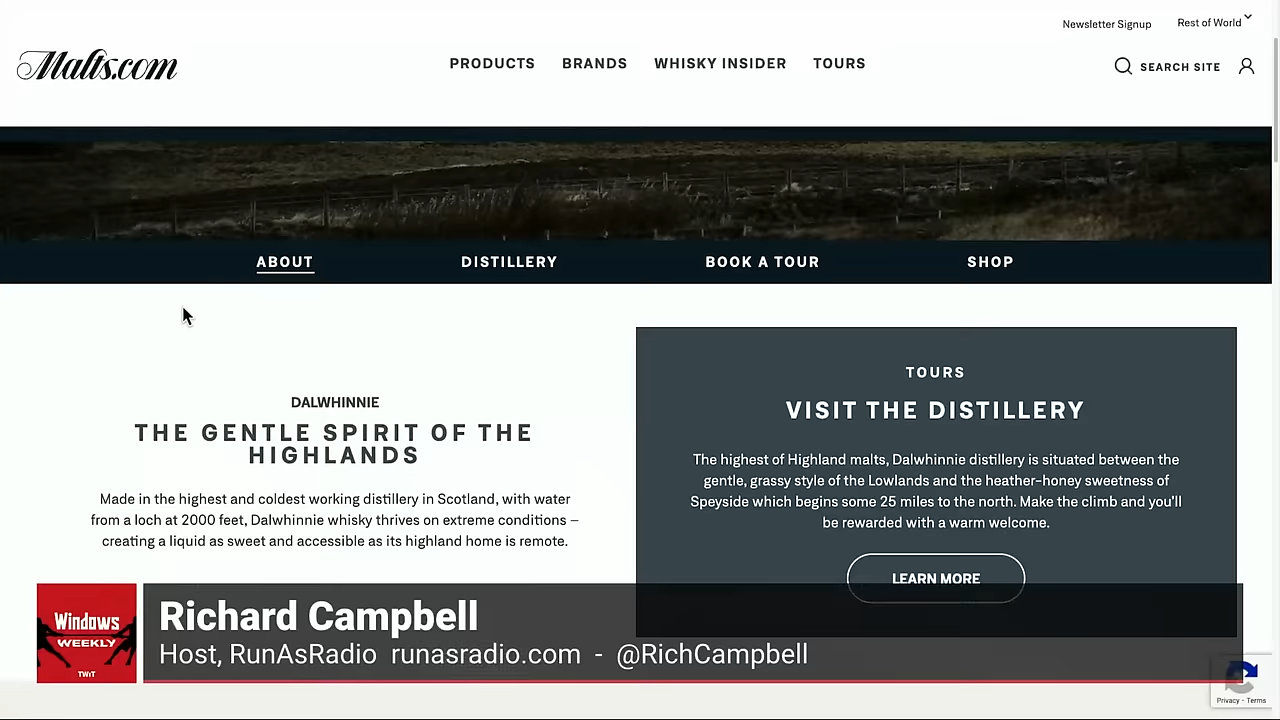 Newsletter Signup
Rest of World
Malts.com
PRODUCTS BRANDS WHISKY INSIDER TOURS
SEARCH SITE
ABOUT DISTILLERY BOOK A TOUR SHOP
DALWHINNIE
THE GENTLE SPIRIT OF THE
HIGHLANDS
Made in the highest and coldest working distillery in Scotland, with water
from a loch at 2000 feet, Dalwhinnie whisky thrives on extreme conditions –
creating a liquid as sweet and accessible as its highland home is remote.
TOURS
VISIT THE DISTILLERY
The highest of Highland malts, Dalwhinnie distillery is situated between the
gentle, grassy style of the Lowlands and the heather-honey sweetness of
Speyside which begins some 25 miles to the north. Make the climb and you'll
be rewarded with a warm welcome.
LEARN MORE
Windows
WEEKLY
TWiT
Richard Campbell
Host, RunAsRadio runasradio.com - @RichCampbell
Privacy - Terms